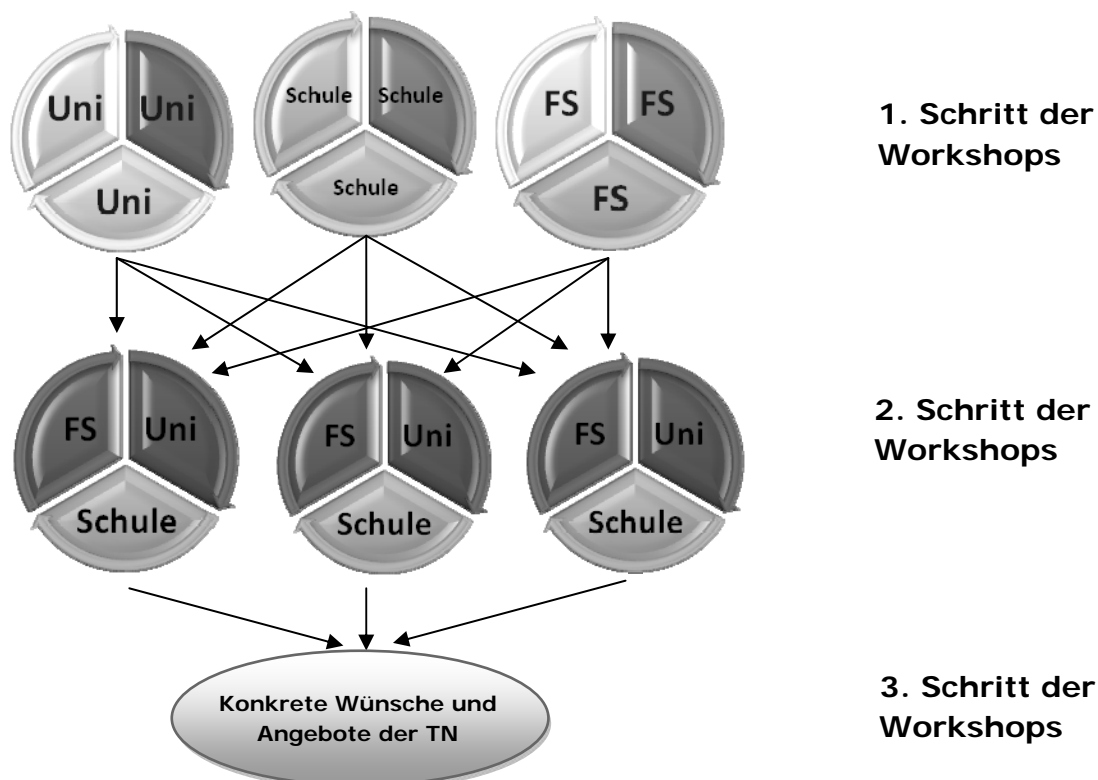 Uni Uni
Uni
Schule Schule
Schule
FS FS
FS
1. Schritt der
Workshops
FS Uni
Schule
FS Uni
Schule
FS Uni
Schule
2. Schritt der
Workshops
Konkrete Wünsche und
Angebote der TN
3. Schritt der
Workshops